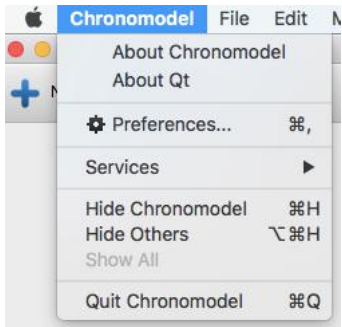 Chronomodel File Edit
About Chronomodel
About Qt
Preferences... ⌘,
Services
Hide Chronomodel ⌘H
Hide Others ⌥⌘H
Show All
Quit Chronomodel ⌘Q